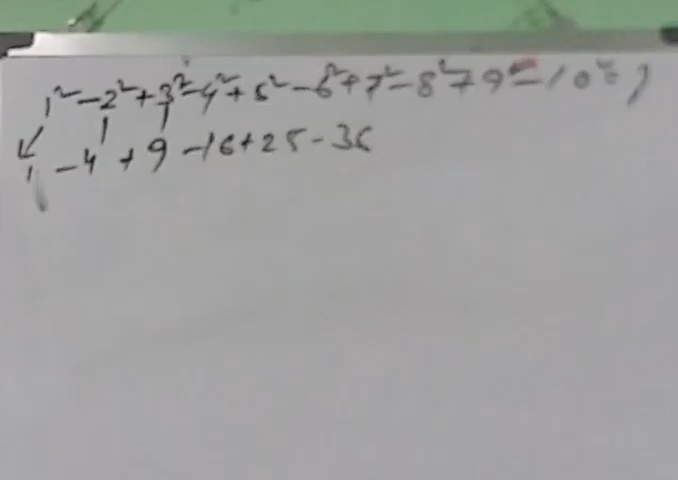 1² - 2² + 3² - 4² + 5² - 6² + 7² - 8² + 9² - 10² = ?
1 - 4 + 9 - 16 + 25 - 36